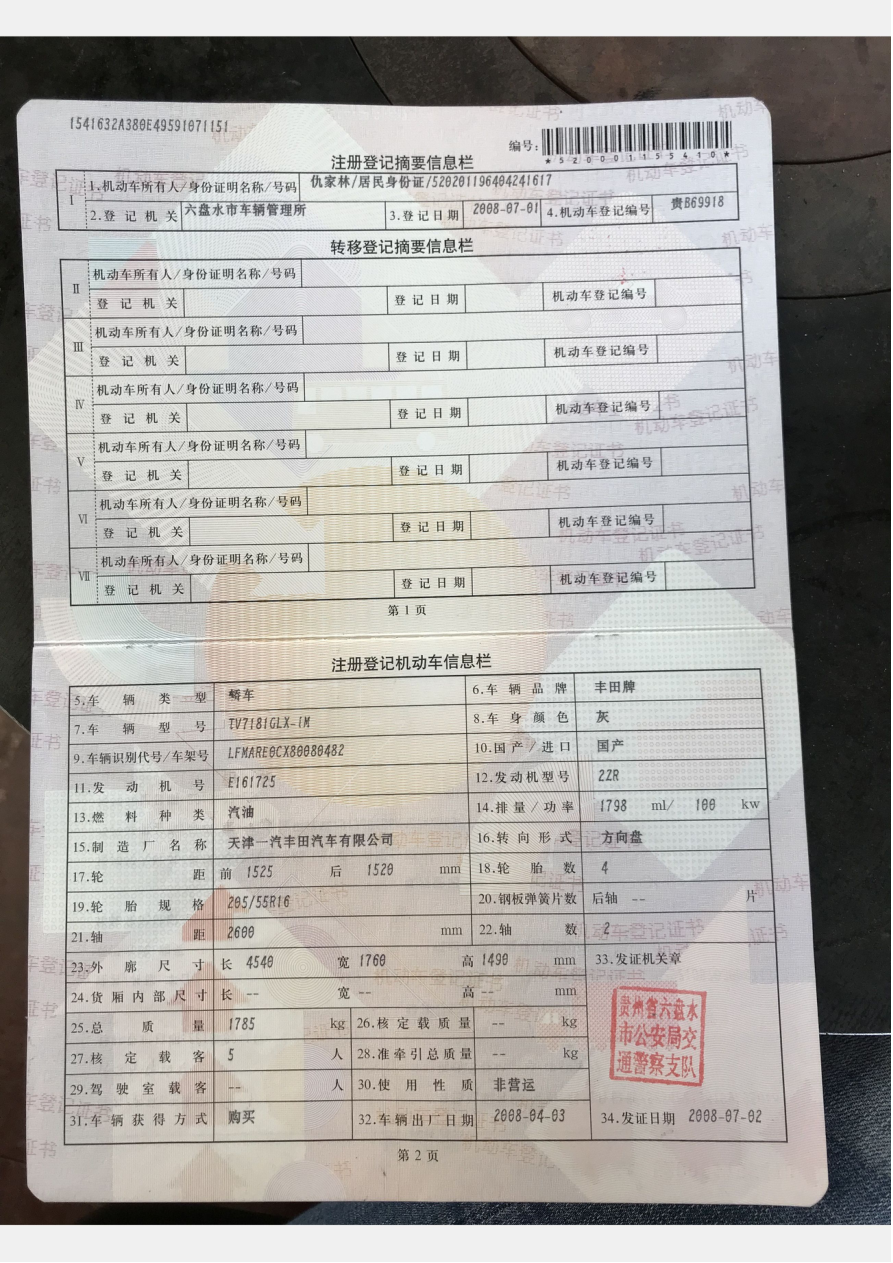 1541632A380E49591071151
编号:
*520001155410*
注册登记摘要信息栏
Ⅰ 1.机动车所有人/身份证明名称/号码 仇家林/居民身份证/520201196404241617
2.登记机关 六盘水市车辆管理所 3.登记日期 2008-07-01 4.机动车登记编号 贵B69918
转移登记摘要信息栏
Ⅱ 机动车所有人/身份证明名称/号码
登记机关 登记日期 机动车登记编号
Ⅲ 机动车所有人/身份证明名称/号码
登记机关 登记日期 机动车登记编号
Ⅳ 机动车所有人/身份证明名称/号码
登记机关 登记日期 机动车登记编号
Ⅴ 机动车所有人/身份证明名称/号码
登记机关 登记日期 机动车登记编号
Ⅵ 机动车所有人/身份证明名称/号码
登记机关 登记日期 机动车登记编号
Ⅶ 机动车所有人/身份证明名称/号码
登记机关 登记日期 机动车登记编号
第1页
注册登记机动车信息栏
5.车辆类型 轿车 6.车辆品牌 丰田牌
7.车辆型号 TV7181GLX-iM 8.车身颜色 灰
9.车辆识别代号/车架号 LFMARE0CX80080482 10.国产/进口 国产
11.发动机号 E161725 12.发动机型号 2ZR
13.燃料种类 汽油 14.排量/功率 1798 ml/ 100 kw
15.制造厂名称 天津一汽丰田汽车有限公司 16.转向形式 方向盘
17.轮距 前 1525 后 1520 mm 18.轮胎数 4
19.轮胎规格 205/55R16 20.钢板弹簧片数 后轴 -- 片
21.轴距 2600 mm 22.轴数 2
23.外廓尺寸 长 4540 宽 1760 高 1490 mm 33.发证机关章
24.货厢内部尺寸 长 -- 宽 -- 高 -- mm
25.总质量 1785 kg 26.核定载质量 -- kg
27.核定载客 5 人 28.准牵引总质量 -- kg
29.驾驶室载客 -- 人 30.使用性质 非营运
贵州省六盘水
市公安局交
通警察支队
31.车辆获得方式 购买 32.车辆出厂日期 2008-04-03 34.发证日期 2008-07-02
第2页